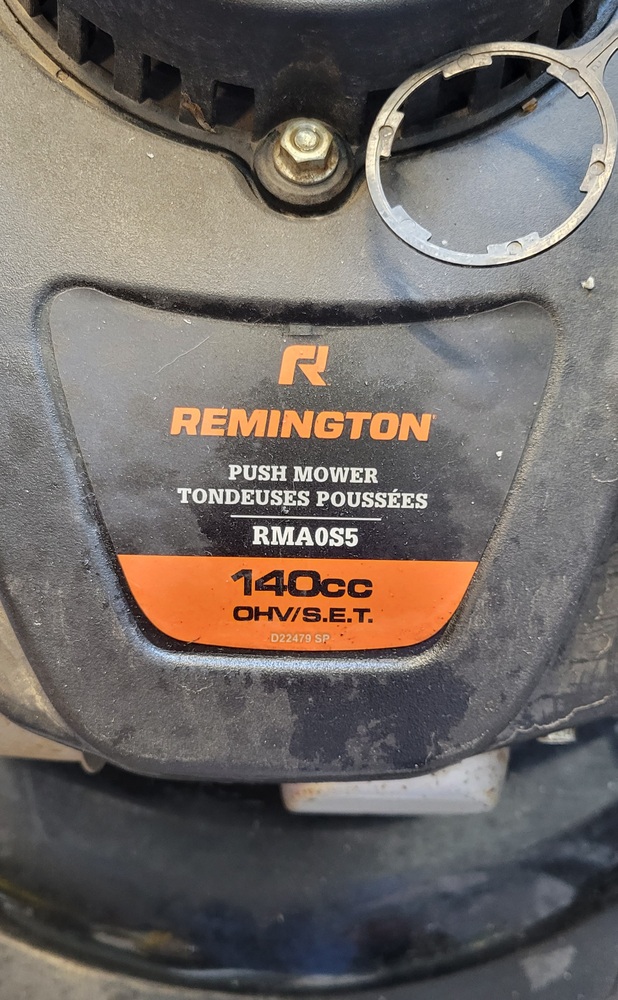 R
REMINGTON
PUSH MOWER
TONDEUSES POUSSÉES
RMA0S5
140cc
OHV/S.E.T.
D22479 SP